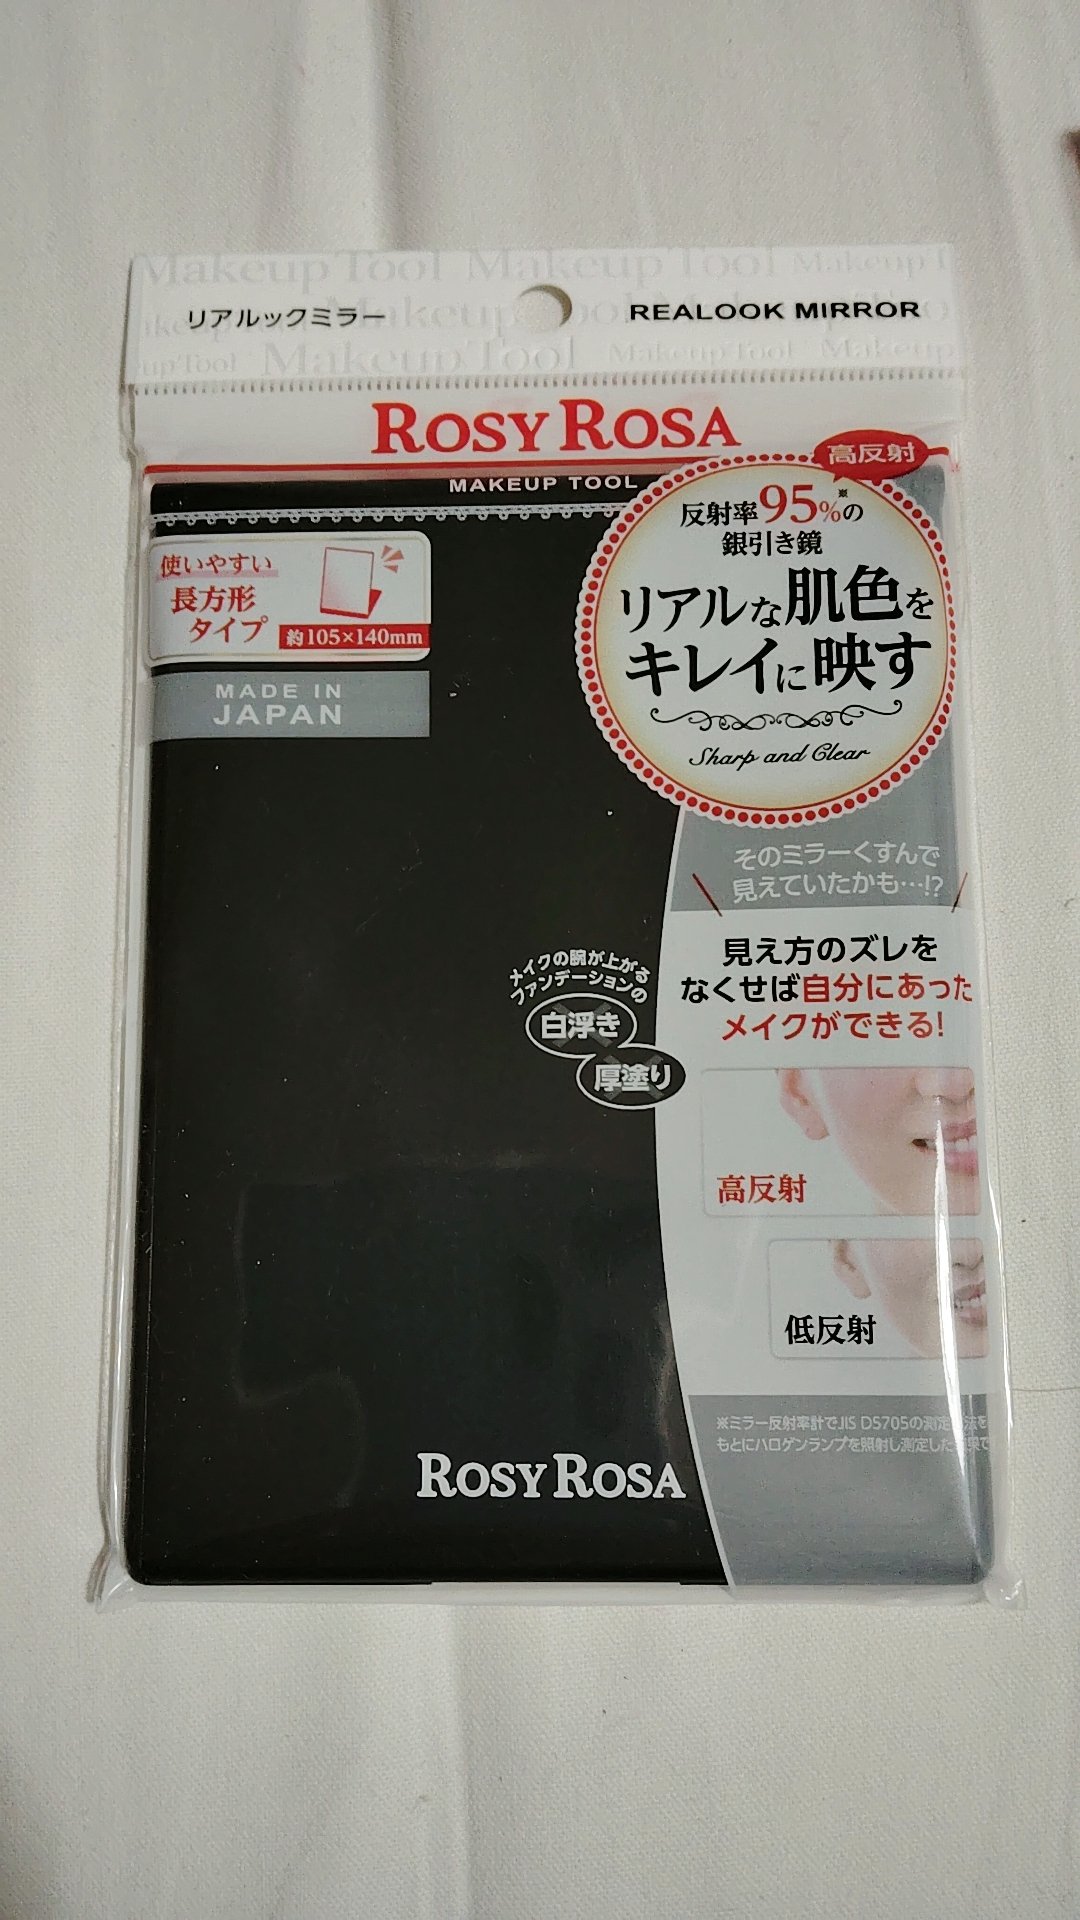 リアルックミラー
REALOOK MIRROR
ROSY ROSA
MAKEUP TOOL
高反射
反射率95%※の
銀引き鏡
リアルな肌色を
キレイに映す
Sharp and Clear
使いやすい
長方形
タイプ
約105×140mm
MADE IN
JAPAN
そのミラーくすんで
見えていたかも…!?
見え方のズレを
なくせば自分にあった
メイクができる!
メイクの腕が上がる
ファンデーションの
白浮き
厚塗り
高反射
低反射
※ミラー反射率計でJIS D5705の測定 法を
もとにハロゲンランプを照射し測定した 果で
ROSY ROSA